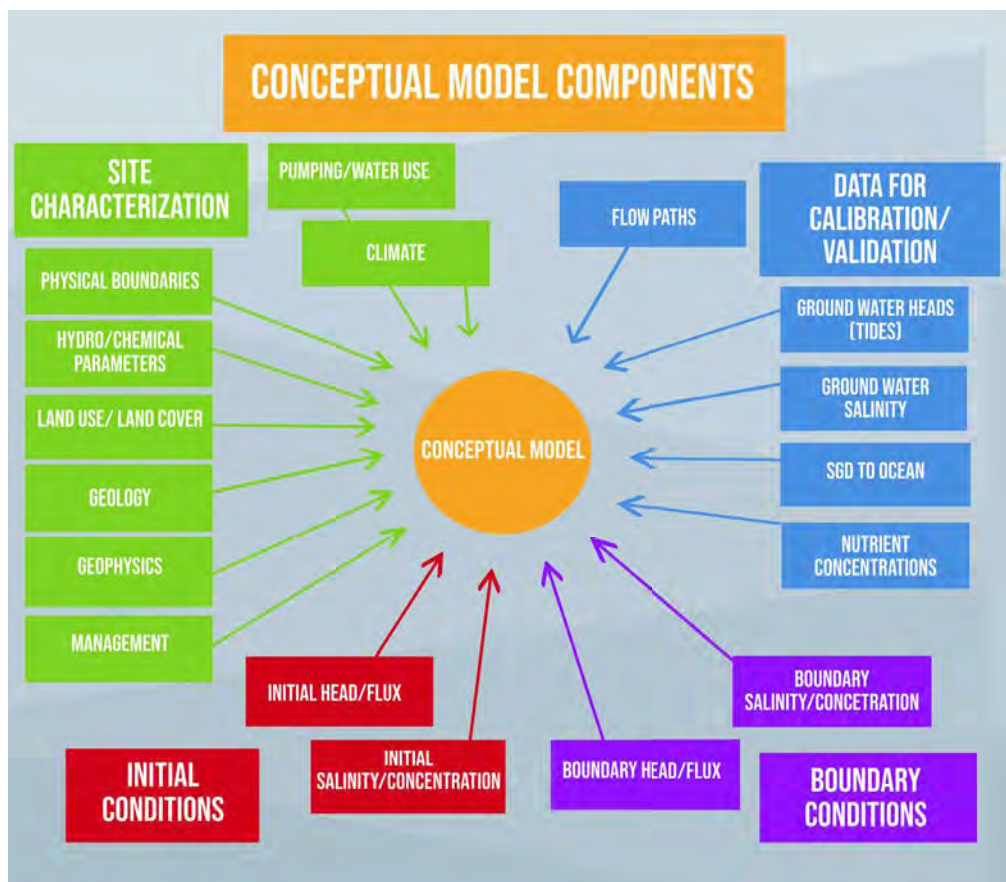 CONCEPTUAL MODEL COMPONENTS
SITE
CHARACTERIZATION
PUMPING/WATER USE
CLIMATE
PHYSICAL BOUNDARIES
HYDRO/CHEMICAL
PARAMETERS
LAND USE/ LAND COVER
GEOLOGY
GEOPHYSICS
MANAGEMENT
FLOW PATHS
DATA FOR
CALIBRATION/
VALIDATION
GROUND WATER HEADS
(TIDES)
GROUND WATER
SALINITY
SGD TO OCEAN
NUTRIENT
CONCENTRATIONS
CONCEPTUAL MODEL
INITIAL HEAD/FLUX
INITIAL
SALINITY/CONCENTRATION
INITIAL
CONDITIONS
BOUNDARY
SALINITY/CONCETRATION
BOUNDARY HEAD/FLUX
BOUNDARY
CONDITIONS